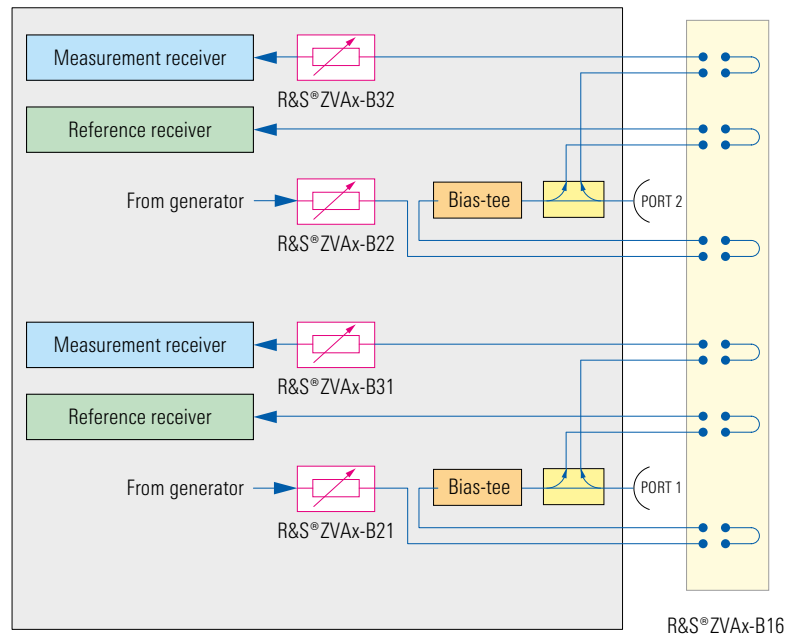 Measurement receiver
R&S®ZVAx-B32
Reference receiver
From generator
Bias-tee
PORT 2
R&S®ZVAx-B22
Measurement receiver
R&S®ZVAx-B31
Reference receiver
From generator
Bias-tee
PORT 1
R&S®ZVAx-B21
R&S®ZVAx-B16